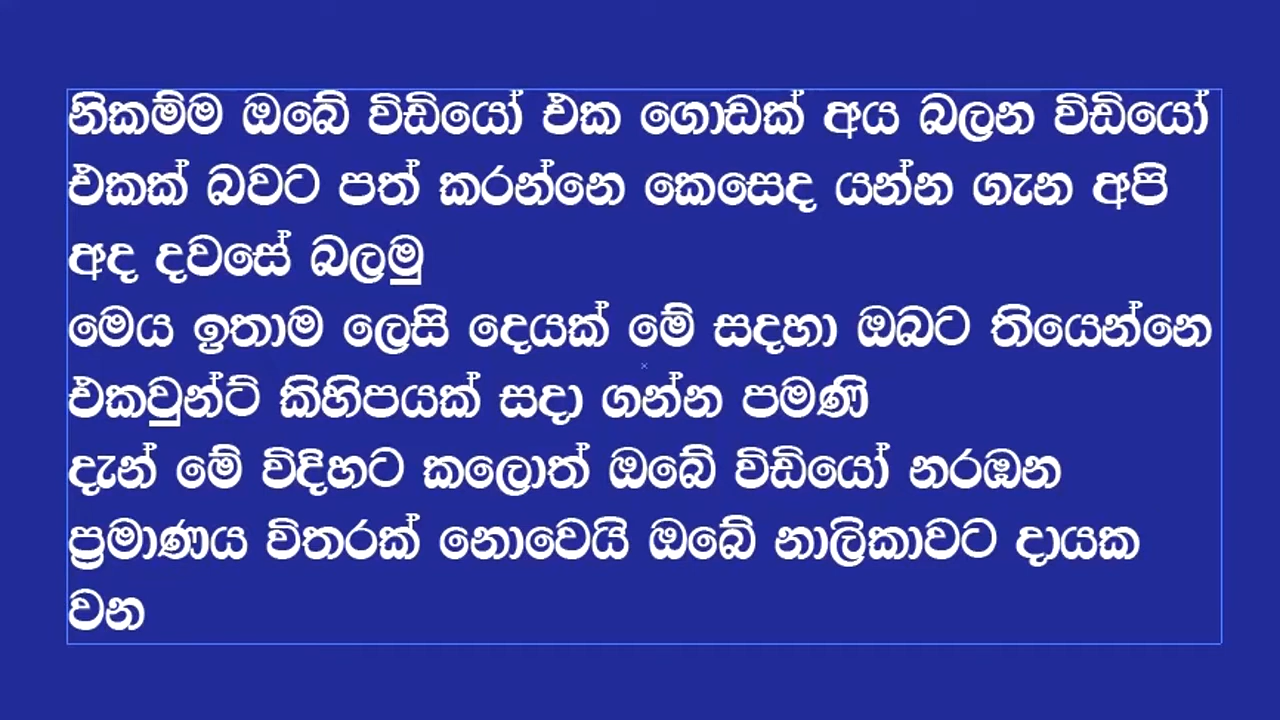 නිකම්ම ඔබේ විඩියෝ එක ගොඩක් අය බලන විඩියෝ
එකක් බවට පත් කරන්නෙ කෙසෙද යන්න ගැන අපි
අද දවසේ බලමු
මෙය ඉතාම ලෙසි දෙයක් මේ සදහා ඔබට තියෙන්නෙ
එකවුන්ට් කිහිපයක් සදා ගන්න පමණි
දැන් මේ විදිහට කලොත් ඔබේ විඩියෝ නරඹන
ප්‍රමාණය විතරක් නොවෙයි ඔබේ නාලිකාවට දායක
වන